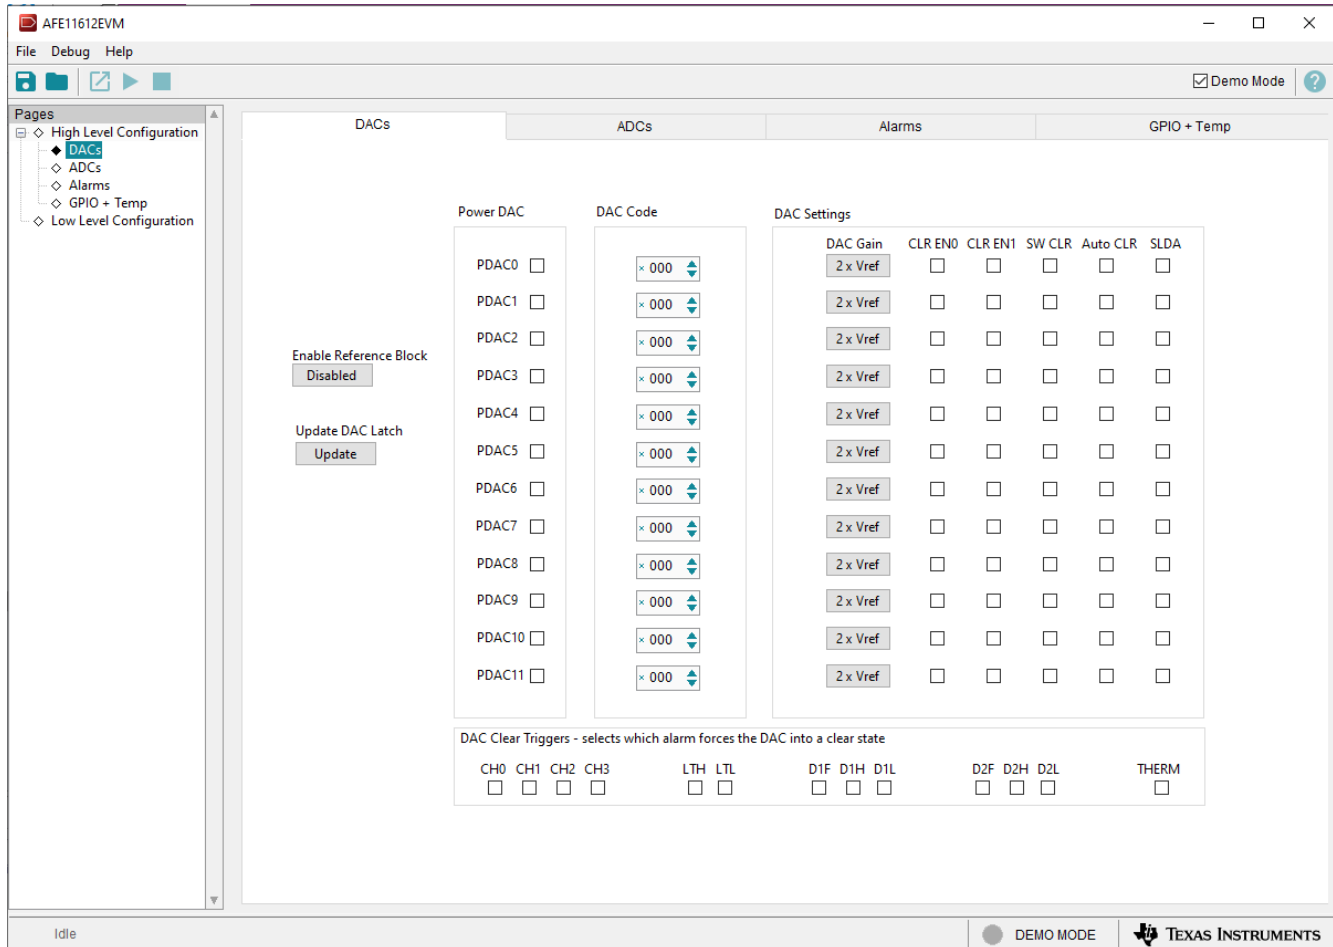 AFE11612EVM
File Debug Help
Demo Mode
?
Pages
High Level Configuration
DACs
ADCs
Alarms
GPIO + Temp
Low Level Configuration
DACs ADCs Alarms GPIO + Temp
Power DAC DAC Code DAC Settings
DAC Gain CLR EN0 CLR EN1 SW CLR Auto CLR SLDA
PDAC0 × 000 2 x Vref
PDAC1 × 000 2 x Vref
PDAC2 × 000 2 x Vref
Enable Reference Block
Disabled
PDAC3 × 000 2 x Vref
PDAC4 × 000 2 x Vref
Update DAC Latch
Update
PDAC5 × 000 2 x Vref
PDAC6 × 000 2 x Vref
PDAC7 × 000 2 x Vref
PDAC8 × 000 2 x Vref
PDAC9 × 000 2 x Vref
PDAC10 × 000 2 x Vref
PDAC11 × 000 2 x Vref
DAC Clear Triggers - selects which alarm forces the DAC into a clear state
CH0 CH1 CH2 CH3 LTH LTL D1F D1H D1L D2F D2H D2L THERM
Idle DEMO MODE TEXAS INSTRUMENTS